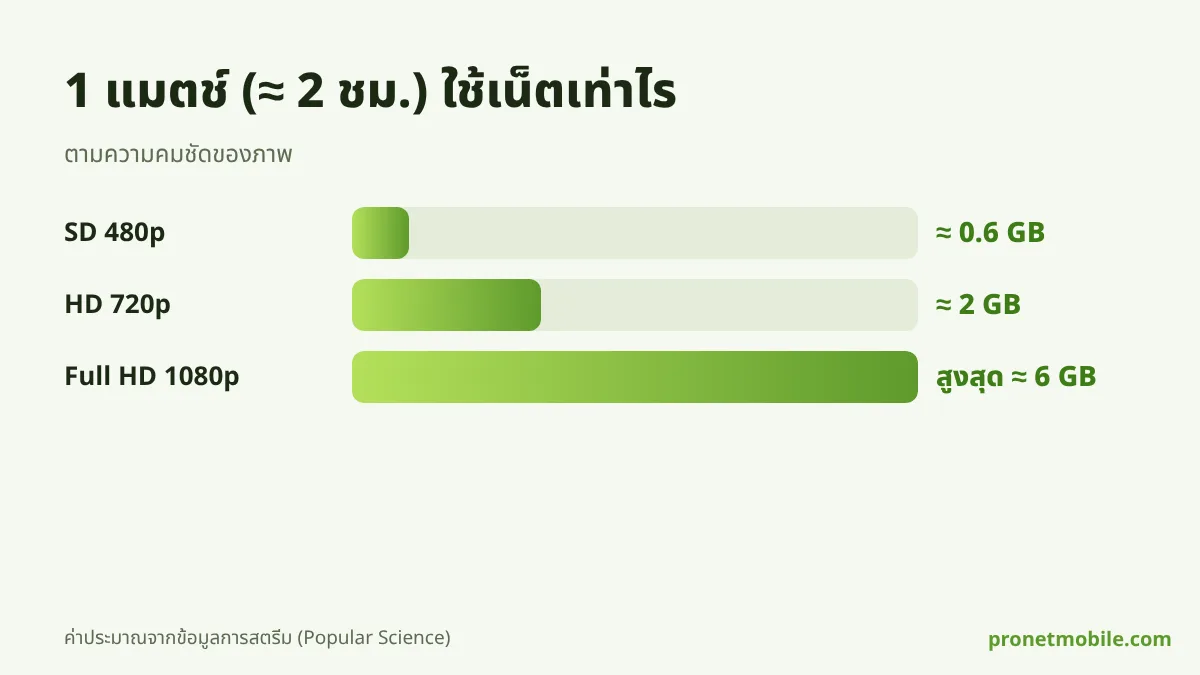 1 แมตช์ (≈ 2 ชม.) ใช้เน็ตเท่าไร
ตามความคมชัดของภาพ
SD 480p ≈ 0.6 GB
HD 720p ≈ 2 GB
Full HD 1080p สูงสุด ≈ 6 GB
ค่าประมาณจากข้อมูลการสตรีม (Popular Science)
pronetmobile.com